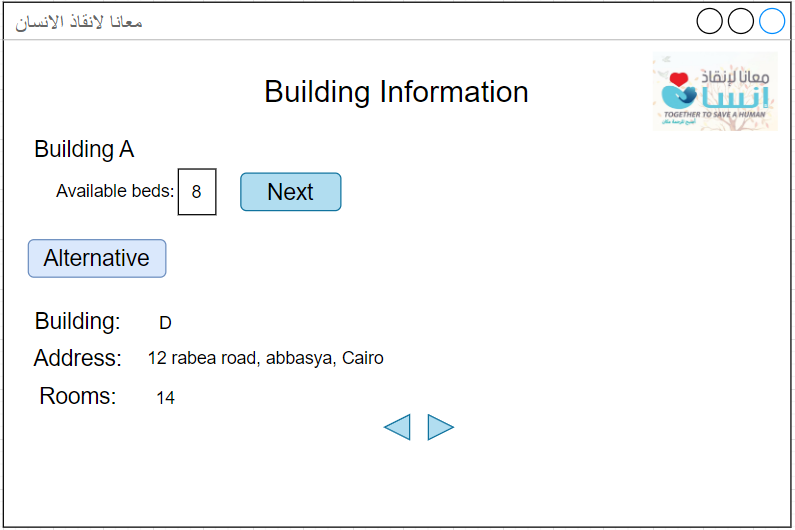 معانا لانقاذ الانسان
Building Information
معانا لإنقاذ
إنسان
TOGETHER TO SAVE A HUMAN
Building A
Available beds: 8
Next
Alternative
Building: D
Address: 12 rabea road, abbasya, Cairo
Rooms: 14